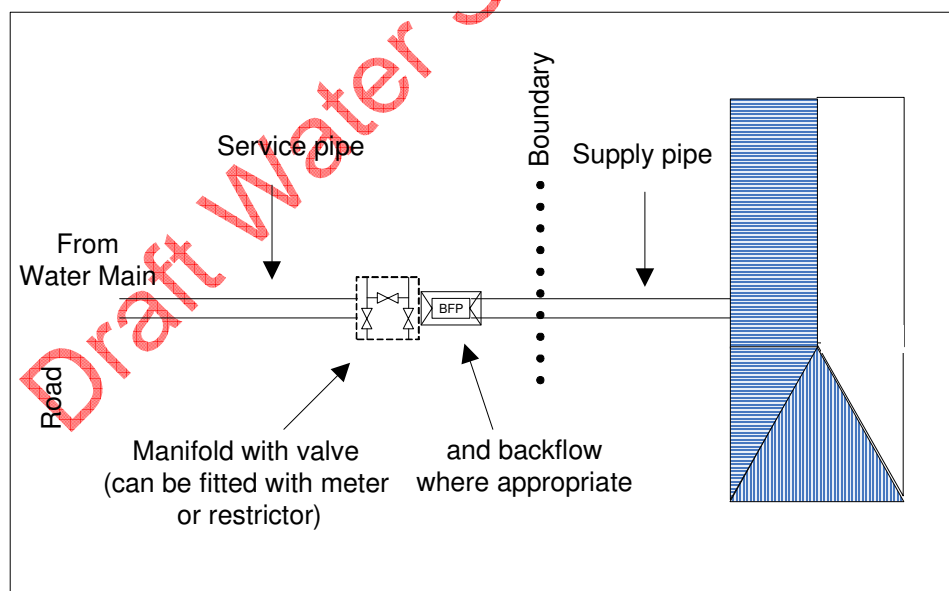 Draft Water
Service pipe
Boundary
Supply pipe
From
Water Main
BFP
Road
Manifold with valve
(can be fitted with meter
or restrictor)
and backflow
where appropriate